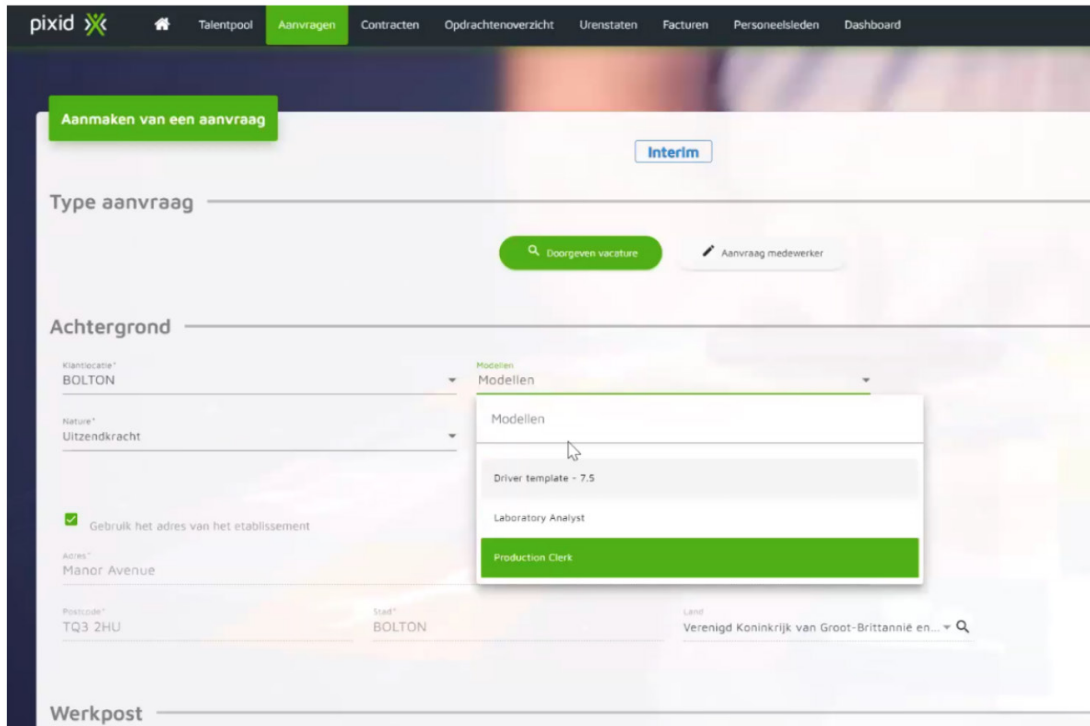 pixid
Talentpool
Aanvragen
Contracten
Opdrachtenoverzicht
Urenstaten
Facturen
Personeelsleden
Dashboard
Aanmaken van een aanvraag
Interim
Type aanvraag
Doorgeven vacature
Aanvraag medewerker
Achtergrond
Klantlocatie*
BOLTON
Modellen
Modellen
Modellen
Nature*
Uitzendkracht
Driver template - 7.5
Laboratory Analyst
Production Clerk
Gebruik het adres van het etablissement
Adres*
Manor Avenue
Postcode*
TQ3 2HU
Stad*
BOLTON
Land
Verenigd Koninkrijk van Groot-Brittannië en...
Werkpost